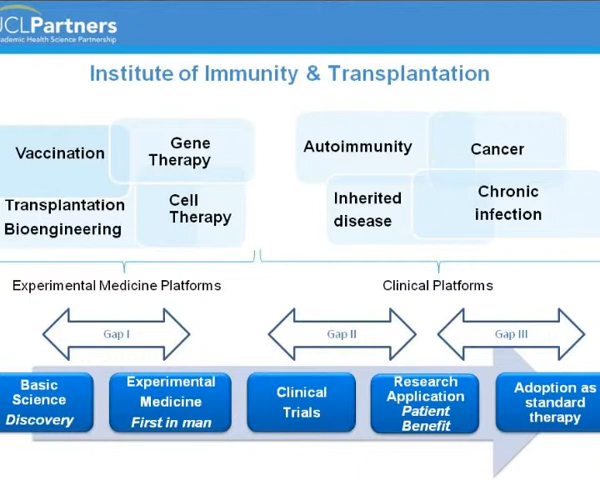 UCLPartners
Academic Health Science Partnership
Institute of Immunity & Transplantation
Vaccination
Gene
Therapy
Transplantation
Bioengineering
Cell
Therapy
Autoimmunity
Cancer
Inherited
disease
Chronic
infection
Experimental Medicine Platforms
Clinical Platforms
Gap I
Gap II
Gap III
Basic
Science
Discovery
Experimental
Medicine
First in man
Clinical
Trials
Research
Application
Patient
Benefit
Adoption as
standard
therapy